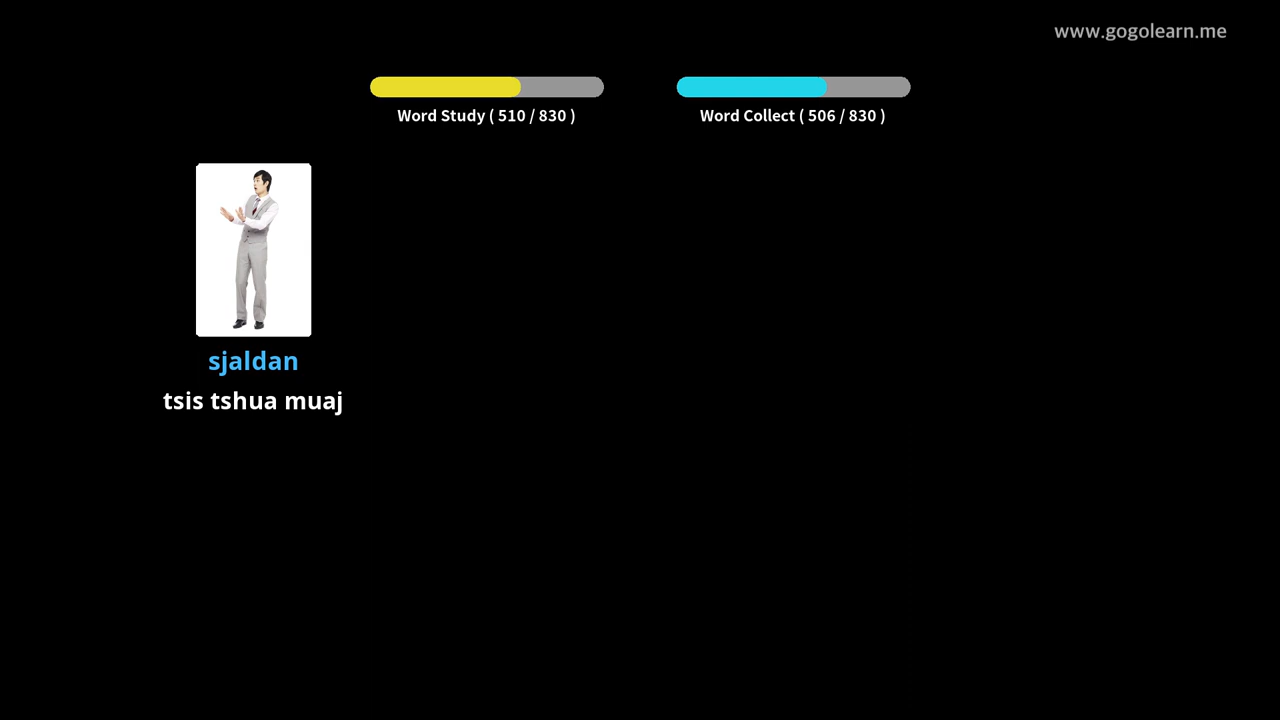 www.gogolearn.me
Word Study ( 510 / 830 )
Word Collect ( 506 / 830 )
sjaldan
tsis tshua muaj